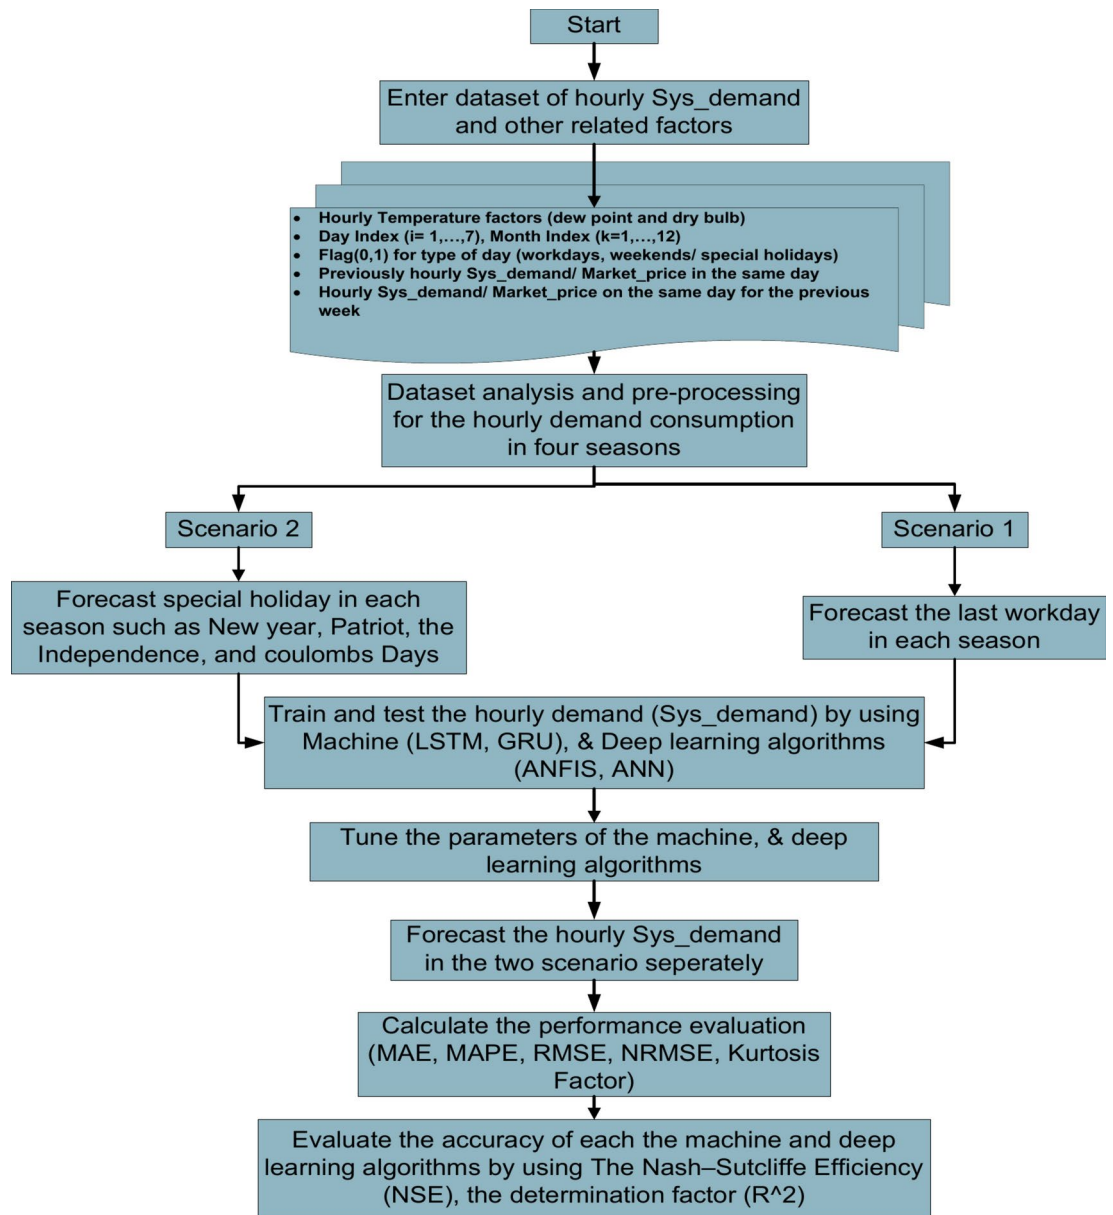 Start
Enter dataset of hourly Sys_demand
and other related factors
• Hourly Temperature factors (dew point and dry bulb)
• Day Index (i= 1,...,7), Month Index (k=1,...,12)
• Flag(0,1) for type of day (workdays, weekends/ special holidays)
• Previously hourly Sys_demand/ Market_price in the same day
• Hourly Sys_demand/ Market_price on the same day for the previous
week
Dataset analysis and pre-processing
for the hourly demand consumption
in four seasons
Scenario 2
Scenario 1
Forecast special holiday in each
season such as New year, Patriot, the
Independence, and coulombs Days
Forecast the last workday
in each season
Train and test the hourly demand (Sys_demand) by using
Machine (LSTM, GRU), & Deep learning algorithms
(ANFIS, ANN)
Tune the parameters of the machine, & deep
learning algorithms
Forecast the hourly Sys_demand
in the two scenario seperately
Calculate the performance evaluation
(MAE, MAPE, RMSE, NRMSE, Kurtosis
Factor)
Evaluate the accuracy of each the machine and deep
learning algorithms by using The Nash–Sutcliffe Efficiency
(NSE), the determination factor (R^2)